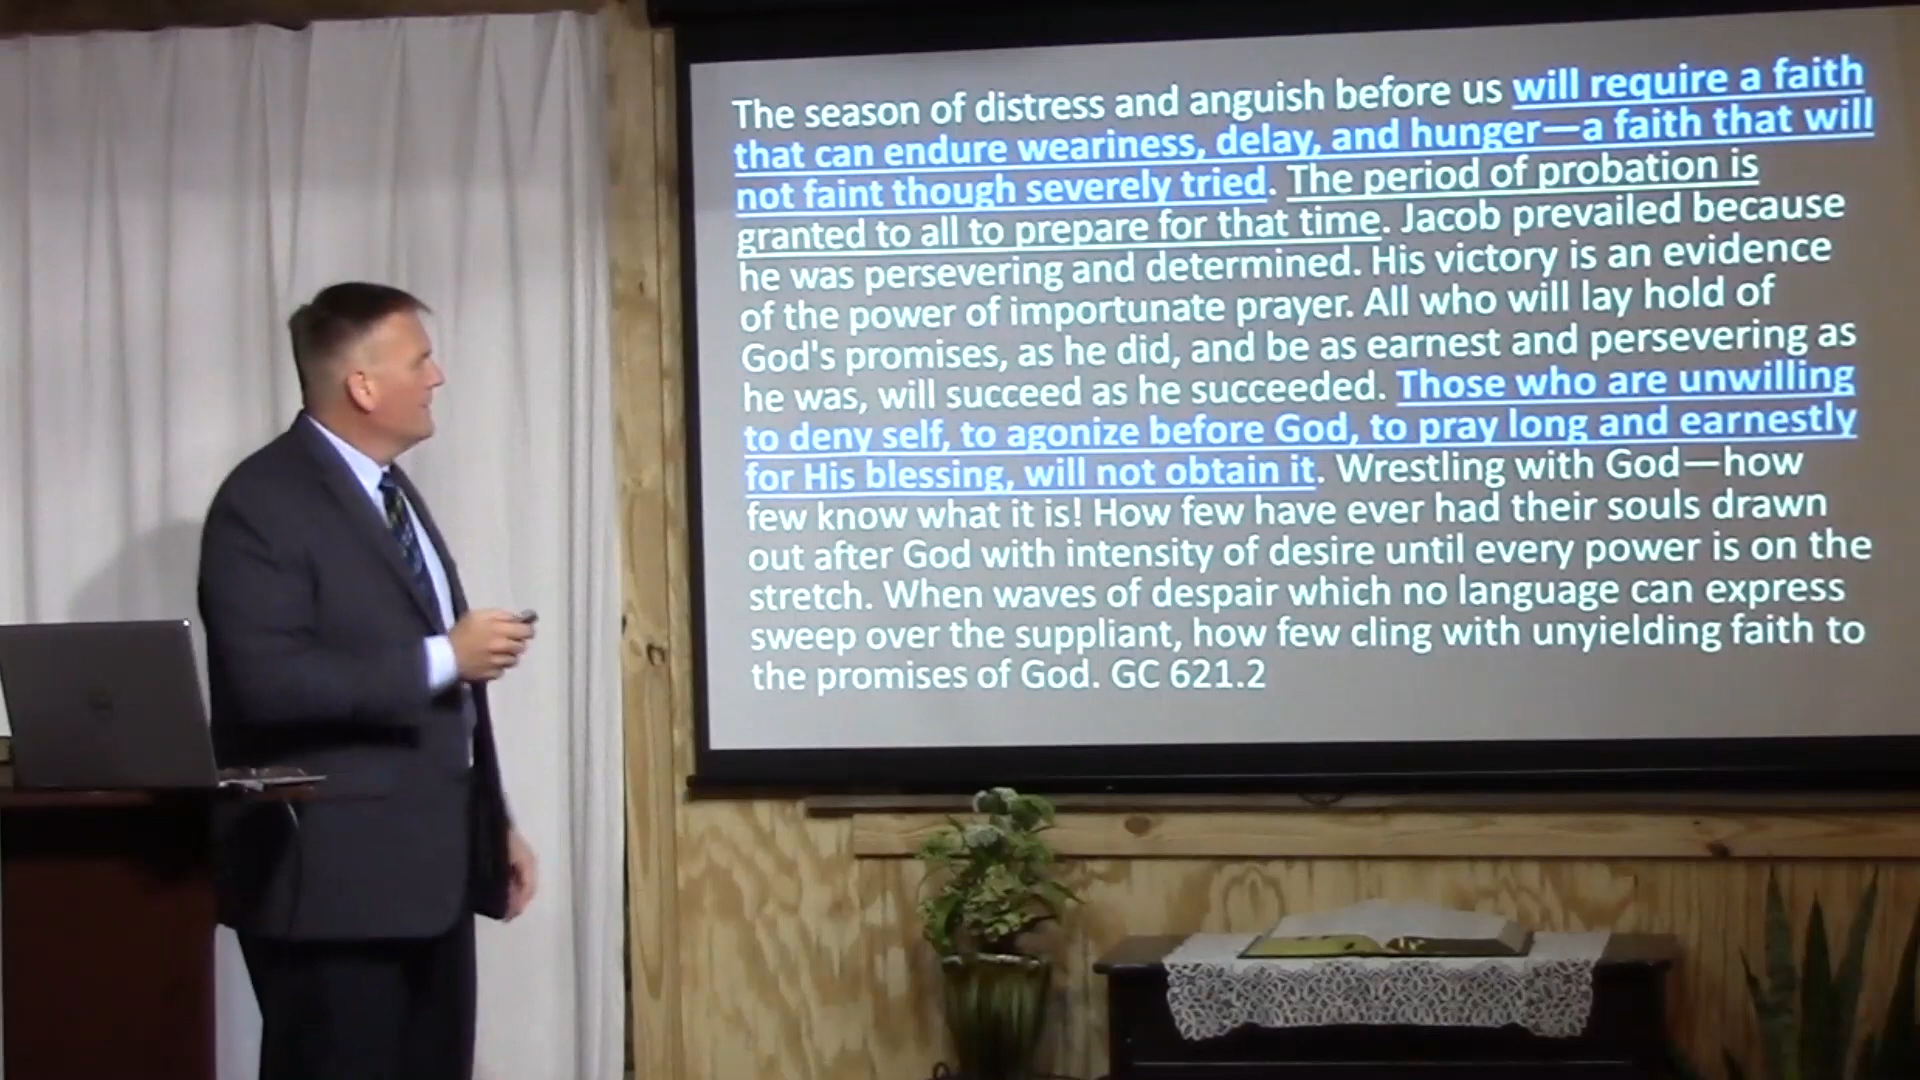 The season of distress and anguish before us will require a faith
that can endure weariness, delay, and hunger—a faith that will
not faint though severely tried. The period of probation is
granted to all to prepare for that time. Jacob prevailed because
he was persevering and determined. His victory is an evidence
of the power of importunate prayer. All who will lay hold of
God's promises, as he did, and be as earnest and persevering as
he was, will succeed as he succeeded. Those who are unwilling
to deny self, to agonize before God, to pray long and earnestly
for His blessing, will not obtain it. Wrestling with God—how
few know what it is! How few have ever had their souls drawn
out after God with intensity of desire until every power is on the
stretch. When waves of despair which no language can express
sweep over the suppliant, how few cling with unyielding faith to
the promises of God. GC 621.2